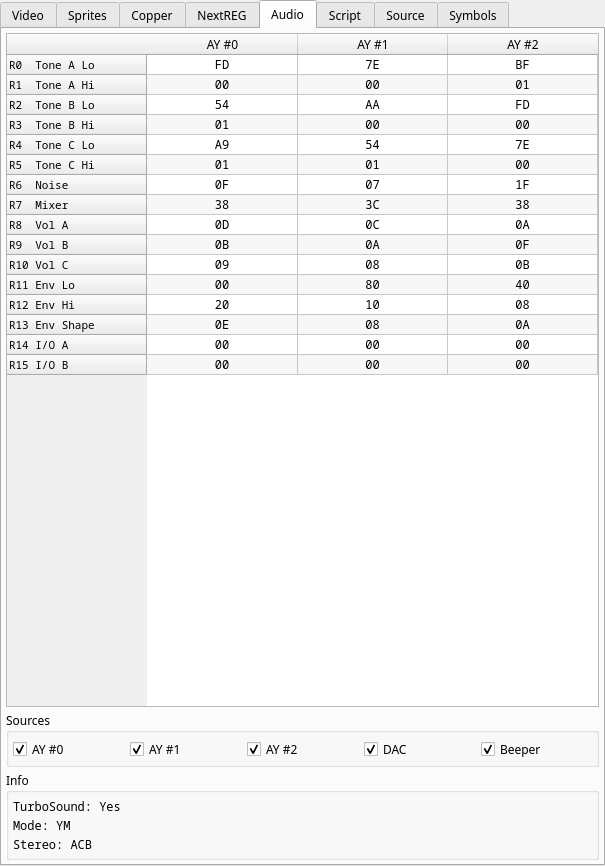 Video Sprites Copper NextREG Audio Script Source Symbols
AY #0 AY #1 AY #2
R0 Tone A Lo FD 7E BF
R1 Tone A Hi 00 00 01
R2 Tone B Lo 54 AA FD
R3 Tone B Hi 01 00 00
R4 Tone C Lo A9 54 7E
R5 Tone C Hi 01 01 00
R6 Noise 0F 07 1F
R7 Mixer 38 3C 38
R8 Vol A 0D 0C 0A
R9 Vol B 0B 0A 0F
R10 Vol C 09 08 0B
R11 Env Lo 00 80 40
R12 Env Hi 20 10 08
R13 Env Shape 0E 08 0A
R14 I/O A 00 00 00
R15 I/O B 00 00 00
Sources
AY #0 AY #1 AY #2 DAC Beeper
Info
TurboSound: Yes
Mode: YM
Stereo: ACB